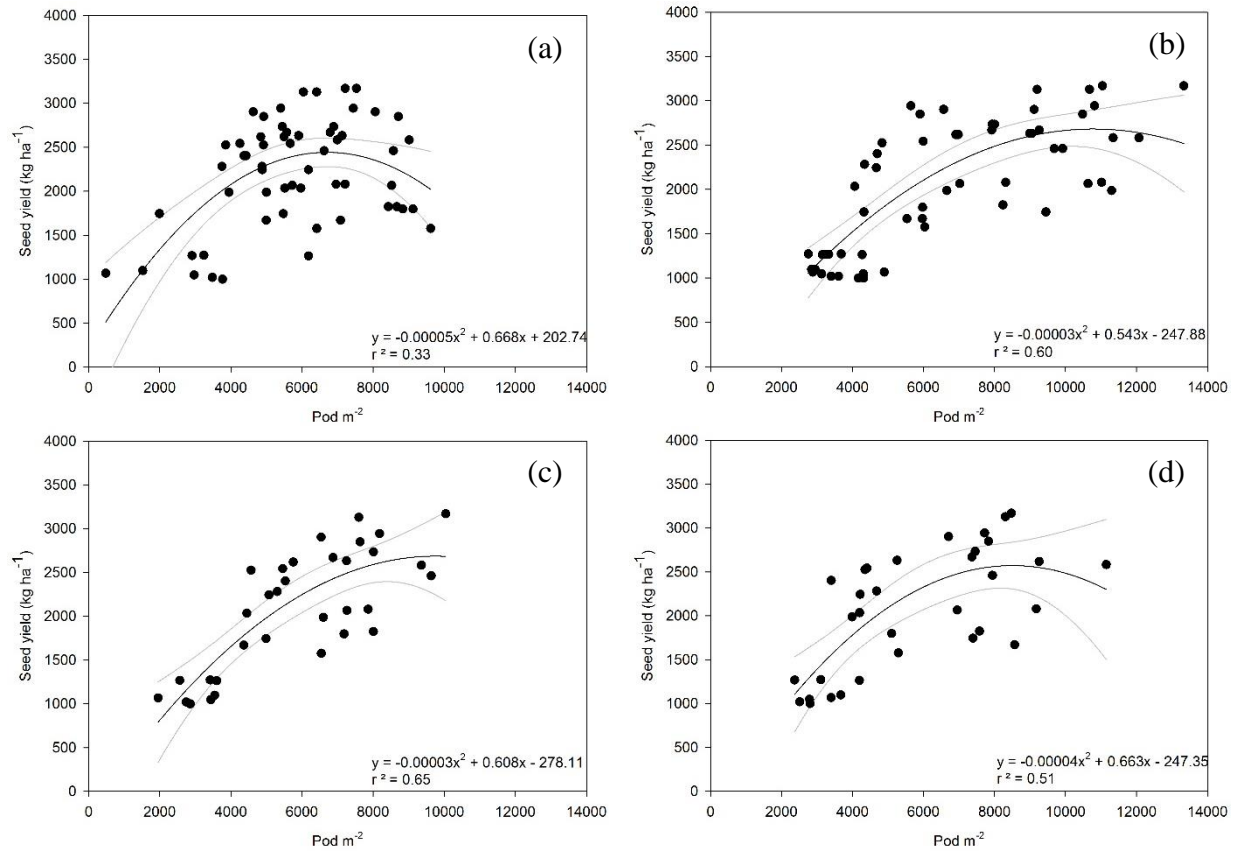 (a)
4000
3500
3000
2500
2000
1500
1000
500
0
Seed yield (kg ha⁻¹)
y = -0.00005x² + 0.668x + 202.74
r ² = 0.33
0 2000 4000 6000 8000 10000 12000 14000
Pod m⁻²
(b)
4000
3500
3000
2500
2000
1500
1000
500
0
Seed yield (kg ha⁻¹)
y = -0.00003x² + 0.543x - 247.88
r ² = 0.60
0 2000 4000 6000 8000 10000 12000 14000
Pod m⁻²
(c)
4000
3500
3000
2500
2000
1500
1000
500
0
Seed yield (kg ha⁻¹)
y = -0.00003x² + 0.608x - 278.11
r ² = 0.65
0 2000 4000 6000 8000 10000 12000 14000
Pod m⁻²
(d)
4000
3500
3000
2500
2000
1500
1000
500
0
Seed yield (kg ha⁻¹)
y = -0.00004x² + 0.663x - 247.35
r ² = 0.51
0 2000 4000 6000 8000 10000 12000 14000
Pod m⁻²